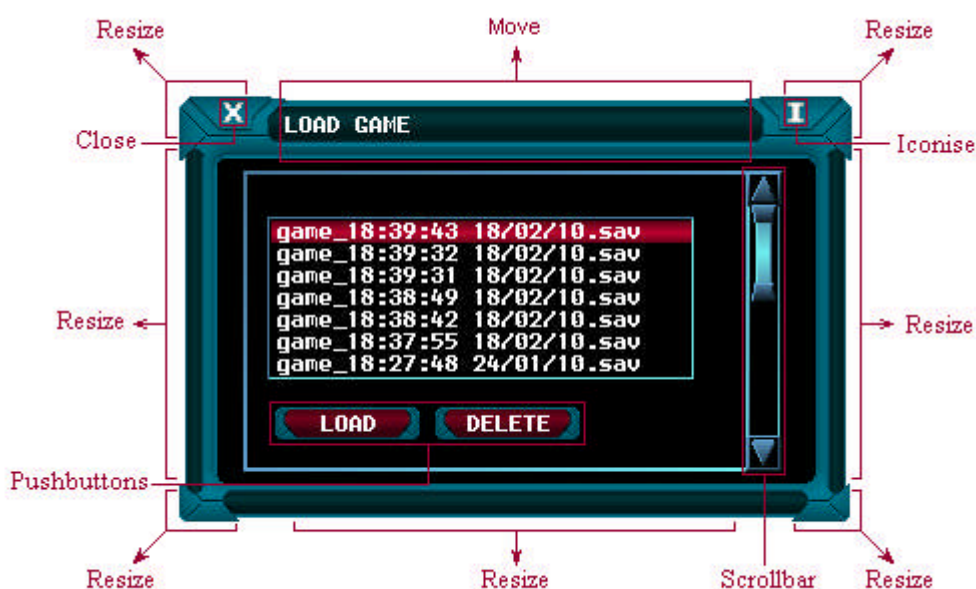 Resize
Move
Resize
X
I
LOAD GAME
Close
Iconise
game_18:39:43 18/02/10.sav
game_18:39:32 18/02/10.sav
game_18:39:31 18/02/10.sav
game_18:38:49 18/02/10.sav
game_18:38:42 18/02/10.sav
game_18:37:55 18/02/10.sav
game_18:27:48 24/01/10.sav
Resize
Resize
LOAD
DELETE
Pushbuttons
Resize
Resize
Scrollbar
Resize